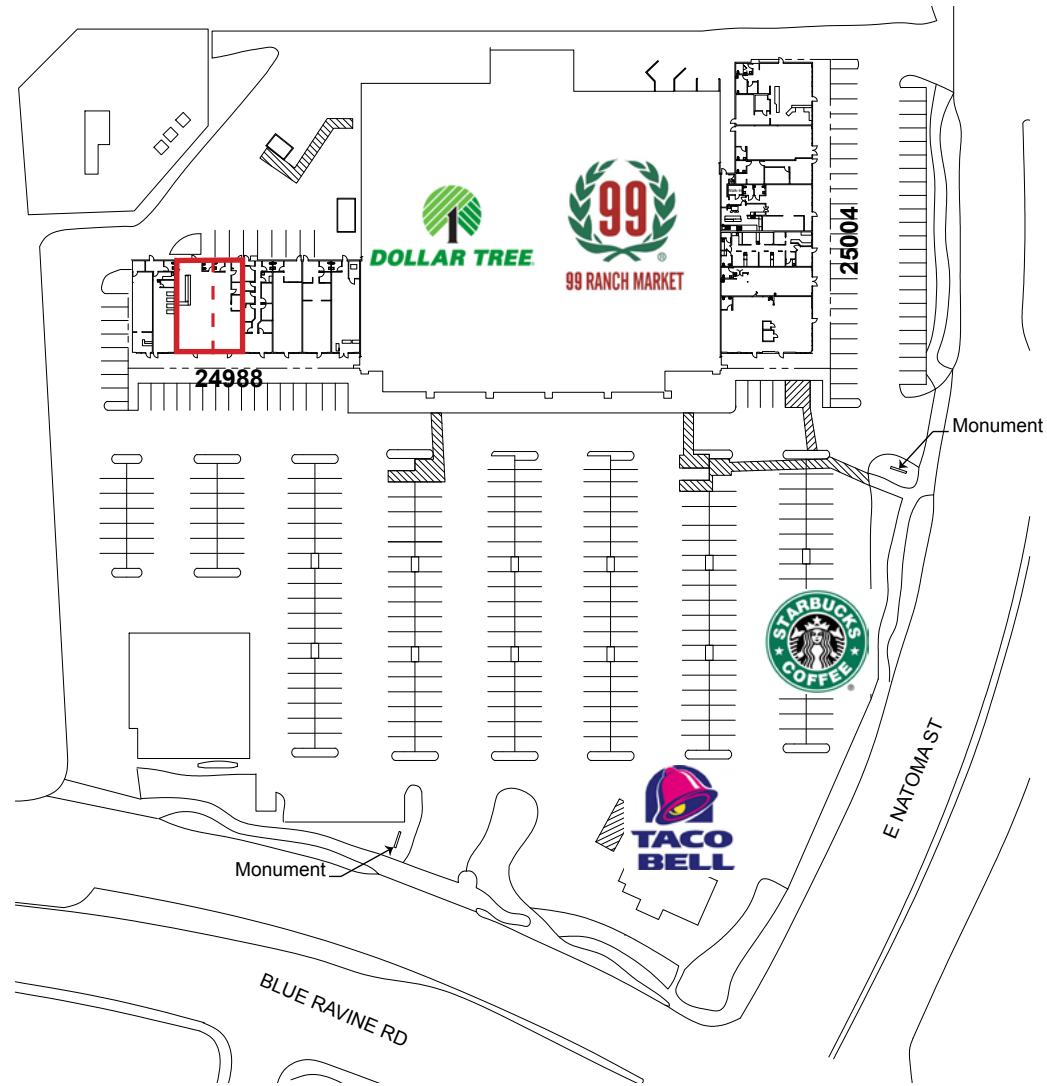 DOLLAR TREE
99
®
99 RANCH MARKET
25004
24988
Monument
STARBUCKS
COFFEE
®
E NATOMA ST
TACO
BELL
Monument
BLUE RAVINE RD